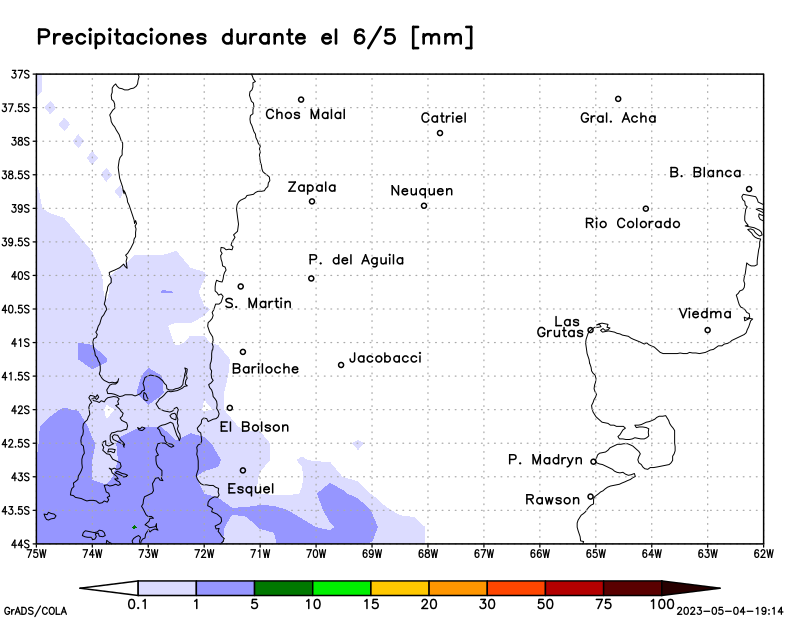 Precipitaciones durante el 6/5 [mm]
37S
37.5S
38S
38.5S
39S
39.5S
40S
40.5S
41S
41.5S
42S
42.5S
43S
43.5S
44S
Chos Malal
Catriel
Gral. Acha
B. Blanca
Zapala
Neuquen
Rio Colorado
P. del Aguila
S. Martin
Viedma
Las
Grutas
Jacobacci
Bariloche
El Bolson
P. Madryn
Esquel
Rawson
75W 74W 73W 72W 71W 70W 69W 68W 67W 66W 65W 64W 63W 62W
0.1 1 5 10 15 20 30 50 75 100
GrADS/COLA
2023-05-04-19:14